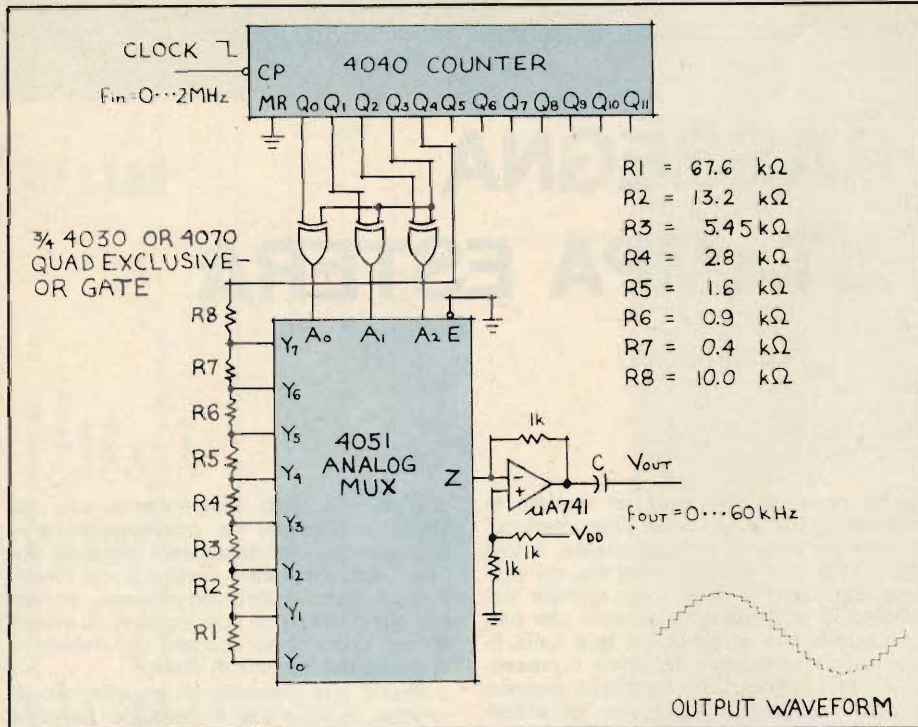 CLOCK
Fin=0···2MHz
4040 COUNTER
CP
MR Q0 Q1 Q2 Q3 Q4 Q5 Q6 Q7 Q8 Q9 Q10 Q11
R1 = 67.6 kΩ
R2 = 13.2 kΩ
R3 = 5.45 kΩ
R4 = 2.8 kΩ
R5 = 1.6 kΩ
R6 = 0.9 kΩ
R7 = 0.4 kΩ
R8 = 10.0 kΩ
¾ 4030 OR 4070
QUAD EXCLUSIVE-
OR GATE
R8
R7
R6
R5
R4
R3
R2
R1
A0 A1 A2 E
Y7
Y6
Y5
Y4
Y3
Y2
Y1
Y0
4051
ANALOG
MUX
Z
1k
-
+
μA741
C
VOUT
FOUT=0···60kHz
VDD
1k
1k
OUTPUT WAVEFORM